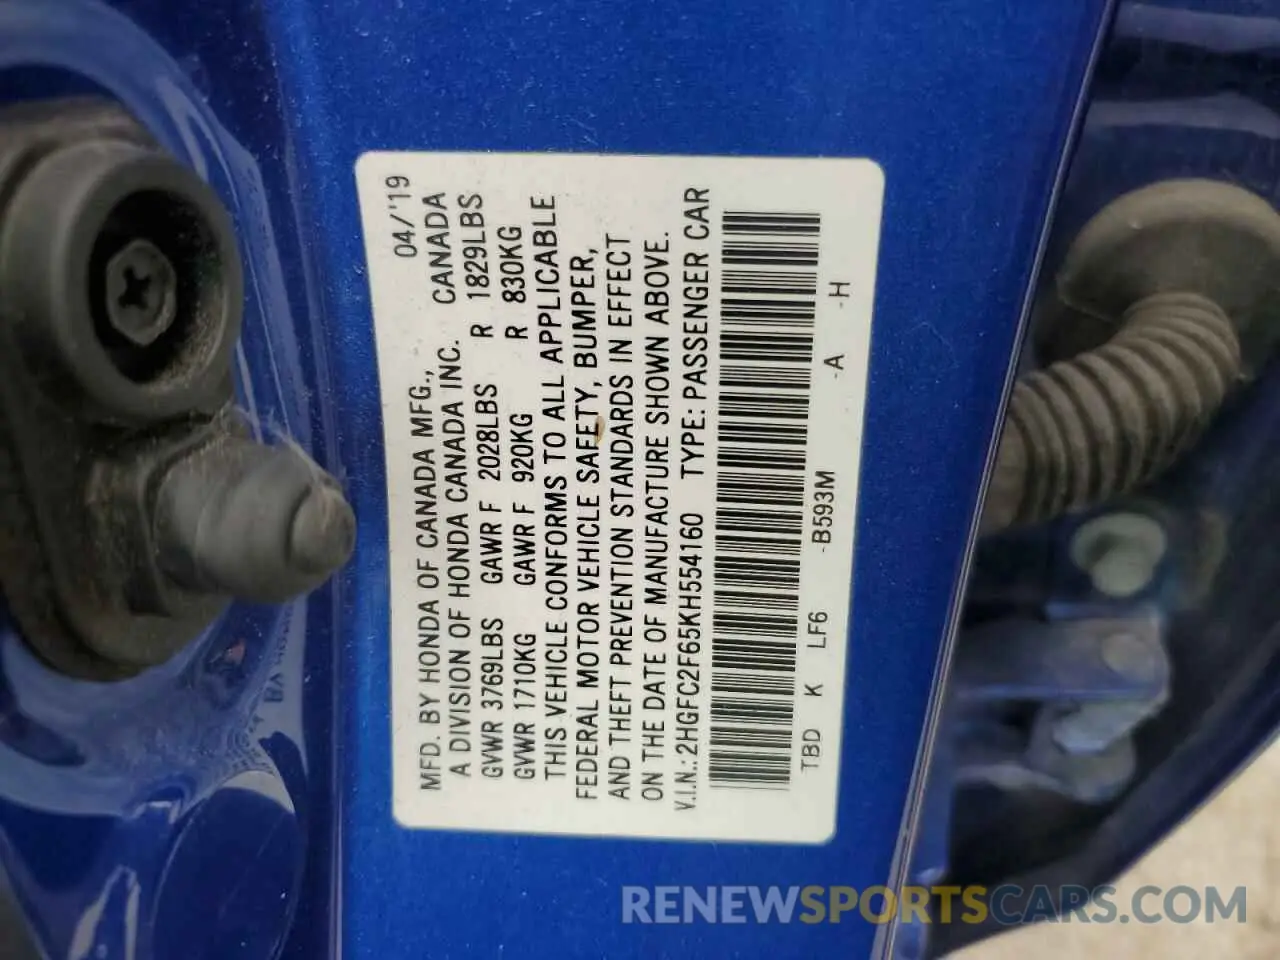 MFD. BY HONDA OF CANADA MFG., CANADA 04/'19
A DIVISION OF HONDA CANADA INC.
GVWR 3769LBS GAWR F 2028LBS R 1829LBS
GVWR 1710KG GAWR F 920KG R 830KG
THIS VEHICLE CONFORMS TO ALL APPLICABLE
FEDERAL MOTOR VEHICLE SAFETY, BUMPER,
AND THEFT PREVENTION STANDARDS IN EFFECT
ON THE DATE OF MANUFACTURE SHOWN ABOVE.
V.I.N.: 2HGFC2F65KH554160 TYPE: PASSENGER CAR
TBD K LF6 -B593M -A -H
RENEWSPORTSCARS.COM